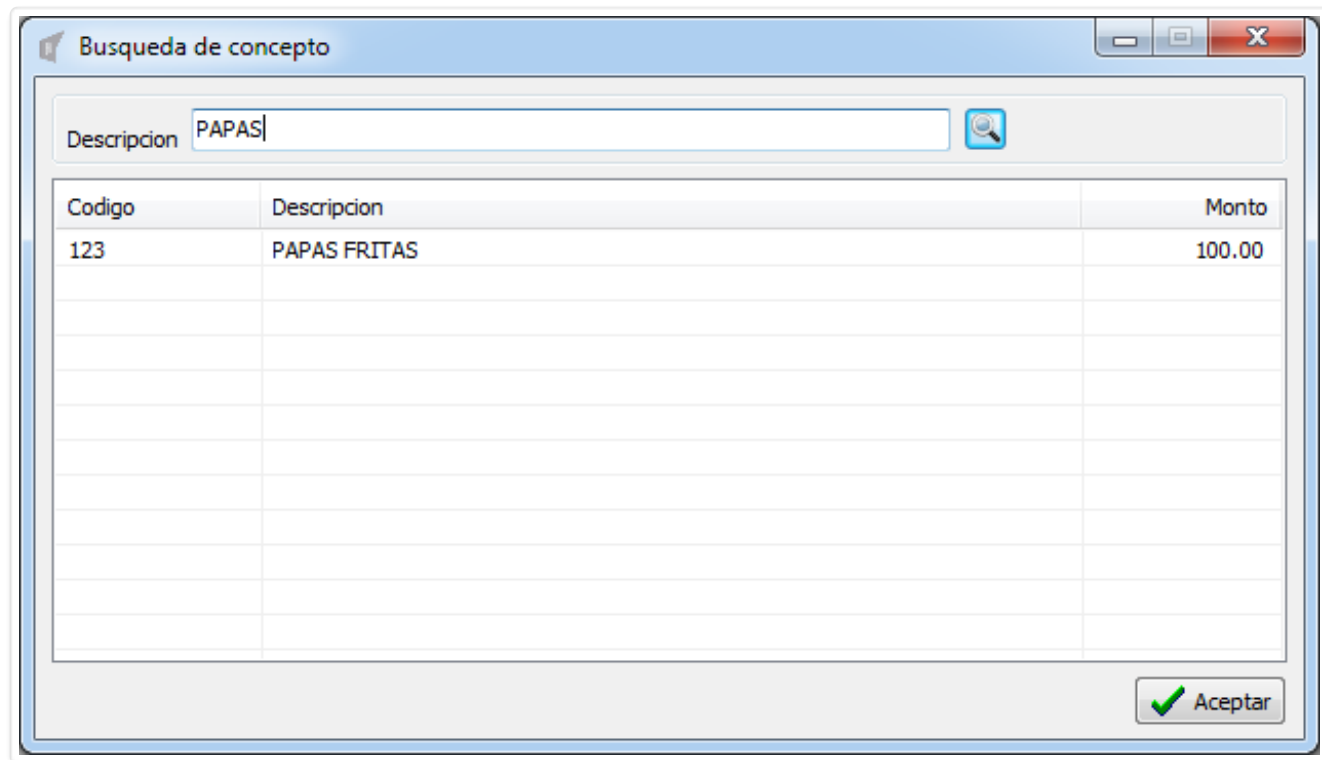 Busqueda de concepto
Descripcion PAPAS
Codigo Descripcion Monto
123 PAPAS FRITAS 100.00
Aceptar